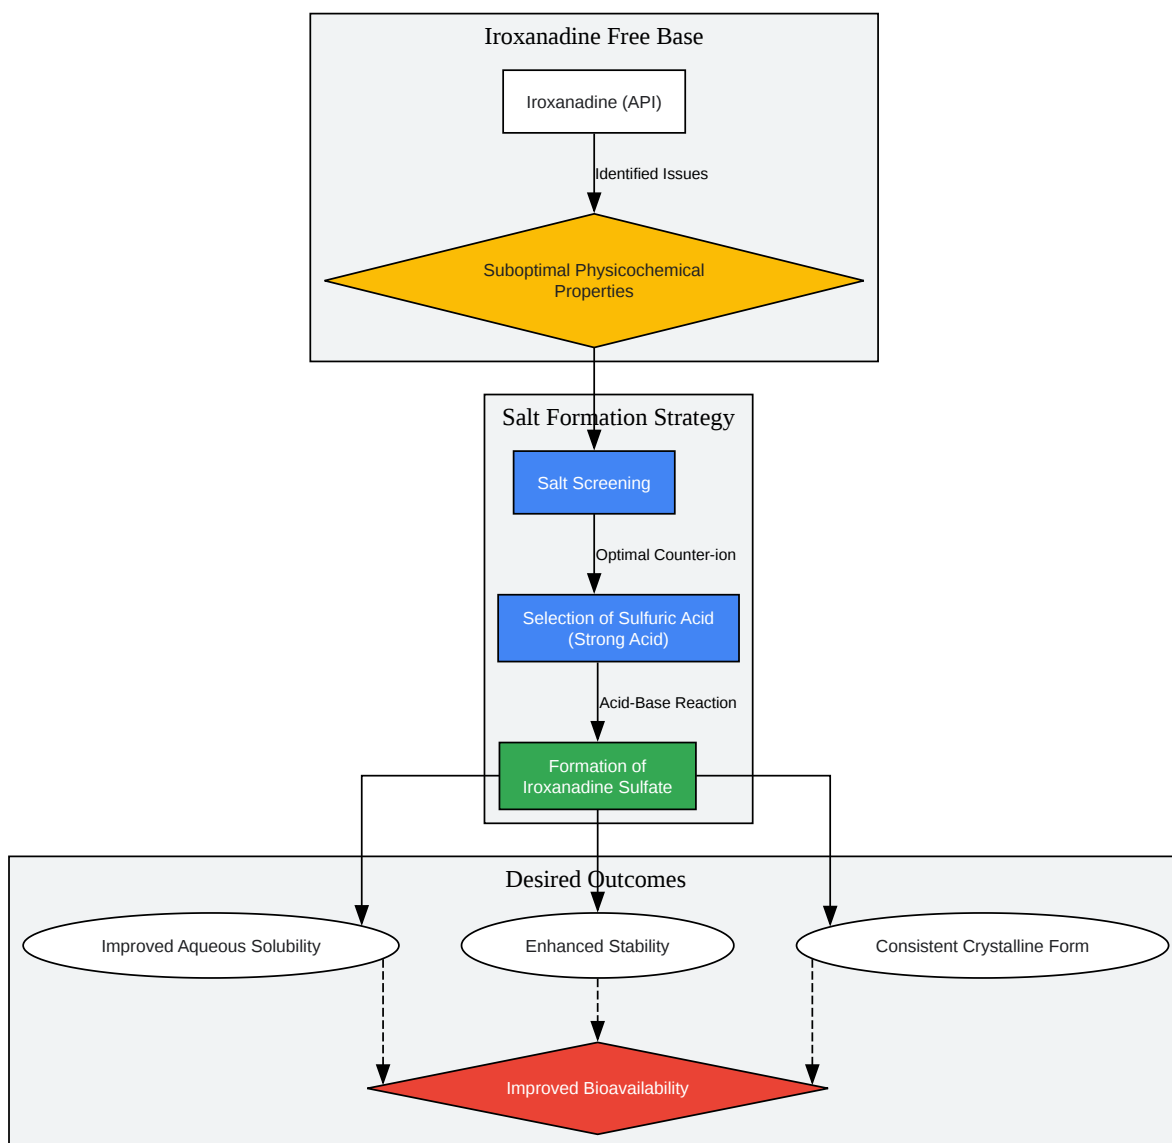 Iroxanadine Free Base
Iroxanadine (API)
Identified Issues
Suboptimal Physicochemical
Properties
Salt Formation Strategy
Salt Screening
Optimal Counter-ion
Selection of Sulfuric Acid
(Strong Acid)
Acid-Base Reaction
Formation of
Iroxanadine Sulfate
Desired Outcomes
Improved Aqueous Solubility
Enhanced Stability
Consistent Crystalline Form
Improved Bioavailability